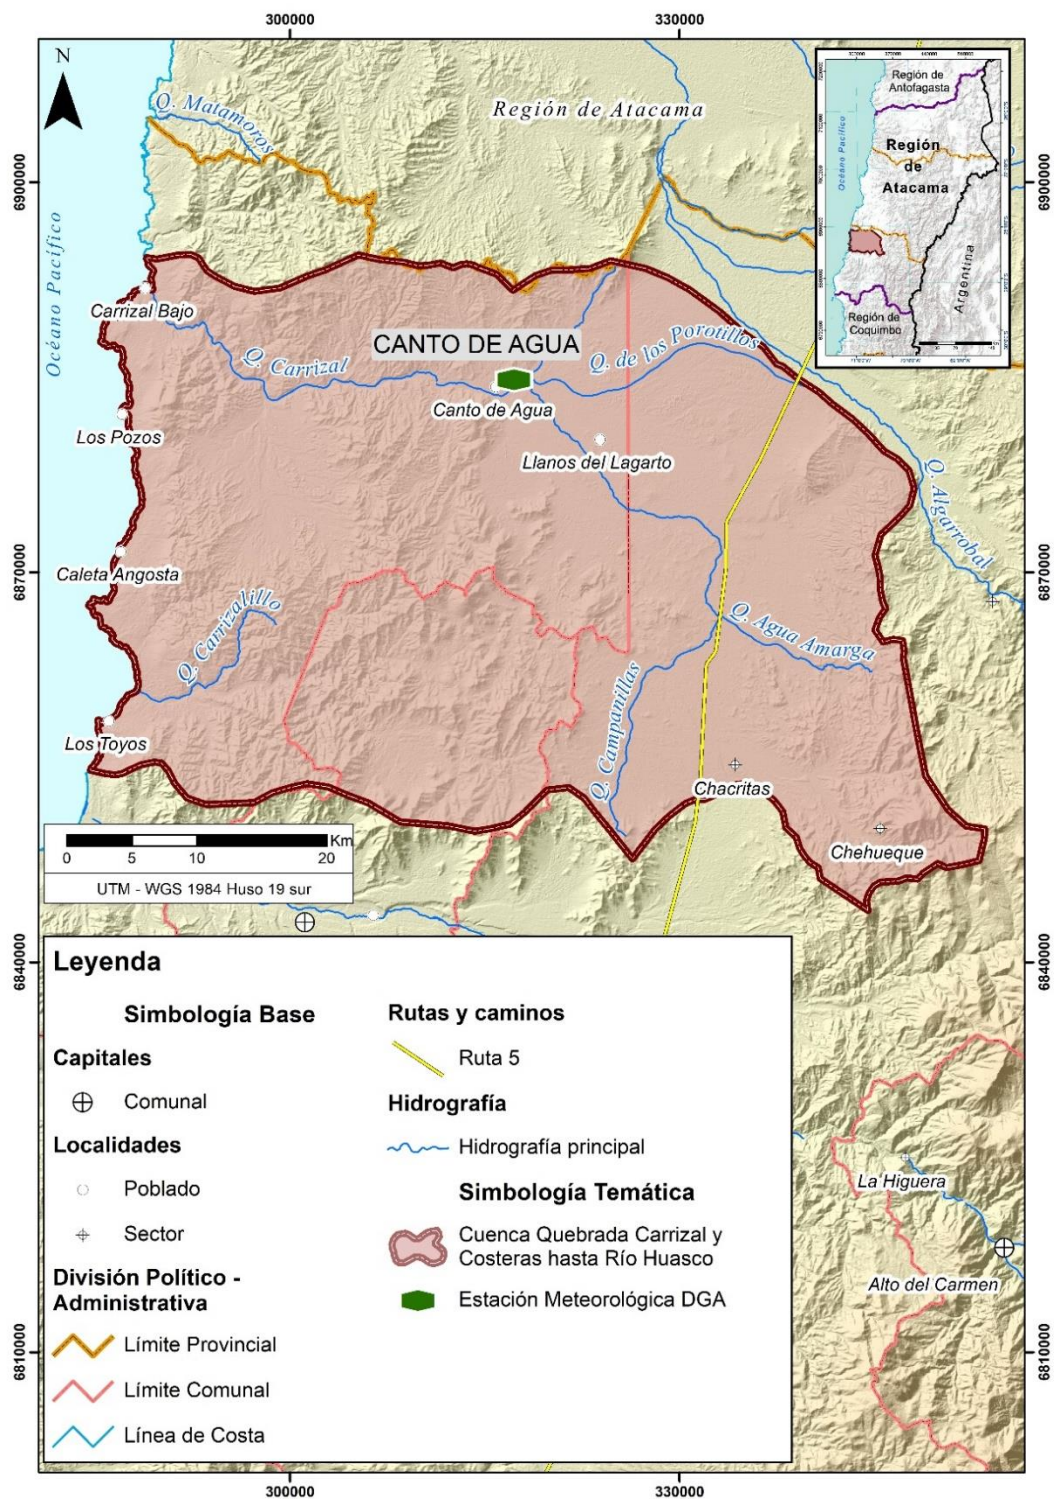 300000
330000
N
Q. Matamoros
Región de Atacama
6900000
6900000
Océano Pacífico
Región de
Antofagasta
Océano Pacífico
Región
de
Atacama
Argentina
Región de
Coquimbo
Carrizal Bajo
Q. Carrizal
CANTO DE AGUA
Q. de los Porotillos
Canto de Agua
Los Pozos
Llanos del Lagarto
Q. Algarrobal
6870000
6870000
Caleta Angosta
Q. Carrizalillo
Q. Agua Amarga
Q. Campanillas
Los Toyos
Chacritas
Chehueque
Km
0 5 10 20
UTM - WGS 1984 Huso 19 sur
6840000
6840000
Leyenda
Simbología Base
Capitales
Comunal
Localidades
Poblado
Sector
División Político -
Administrativa
Límite Provincial
Límite Comunal
Línea de Costa
Rutas y caminos
Ruta 5
Hidrografía
Hidrografía principal
Simbología Temática
Cuenca Quebrada Carrizal y
Costeras hasta Río Huasco
Estación Meteorológica DGA
La Higuera
Alto del Carmen
6810000
6810000
300000
330000